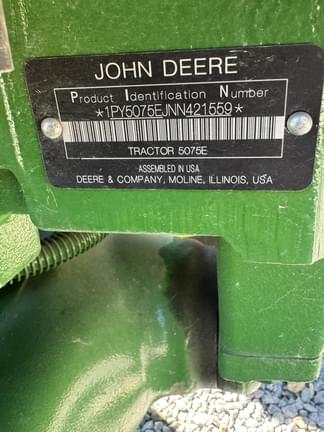 JOHN DEERE
Product Identification Number
*1PY5075EJNN421559*
TRACTOR 5075E
ASSEMBLED IN USA
DEERE & COMPANY, MOLINE, ILLINOIS, USA